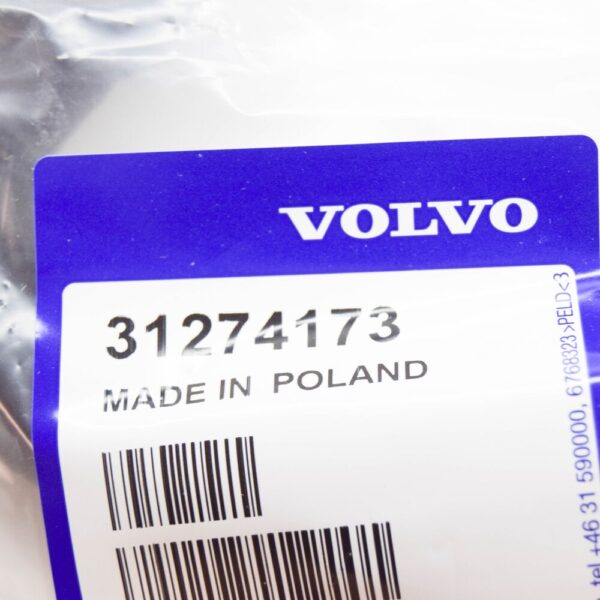 VOLVO
31274173
MADE IN POLAND
tel +46 31 590000, 6768323>PELD<3